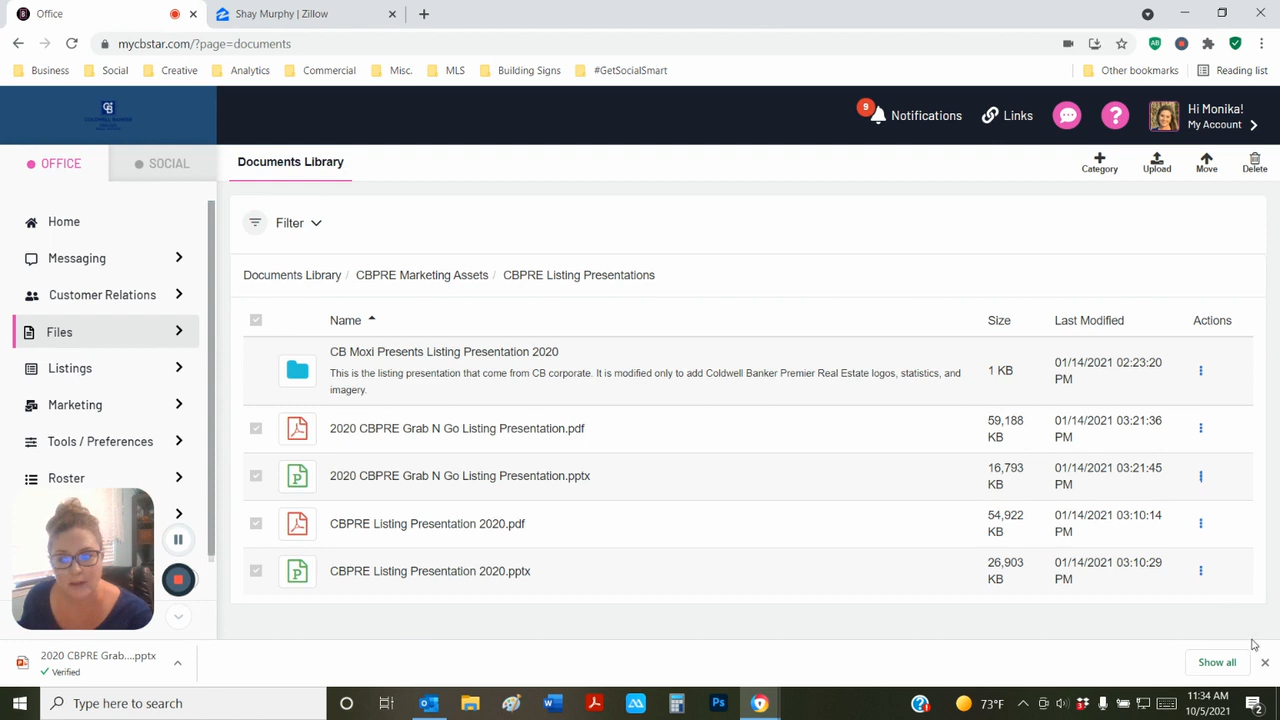 Office
Shay Murphy | Zillow
mycbstar.com/?page=documents
Business Social Creative Analytics Commercial Misc. MLS Building Signs #GetSocialSmart Other bookmarks Reading list
CB
COLDWELL BANKER
9
Notifications Links ? Hi Monika!
My Account
OFFICE SOCIAL Documents Library Category Upload Move Delete
Home
Messaging
Customer Relations
Files
Listings
Marketing
Tools / Preferences
Roster
Filter
Documents Library / CBPRE Marketing Assets / CBPRE Listing Presentations
Name Size Last Modified Actions
CB Moxi Presents Listing Presentation 2020
This is the listing presentation that come from CB corporate. It is modified only to add Coldwell Banker Premier Real Estate logos, statistics, and
imagery.
1 KB 01/14/2021 02:23:20
PM
2020 CBPRE Grab N Go Listing Presentation.pdf 59,188
KB 01/14/2021 03:21:36
PM
2020 CBPRE Grab N Go Listing Presentation.pptx 16,793
KB 01/14/2021 03:21:45
PM
CBPRE Listing Presentation 2020.pdf 54,922
KB 01/14/2021 03:10:14
PM
CBPRE Listing Presentation 2020.pptx 26,903
KB 01/14/2021 03:10:29
PM
2020 CBPRE Grab....pptx
Verified
Show all
Type here to search
Ps
73°F
11:34 AM
10/5/2021
2